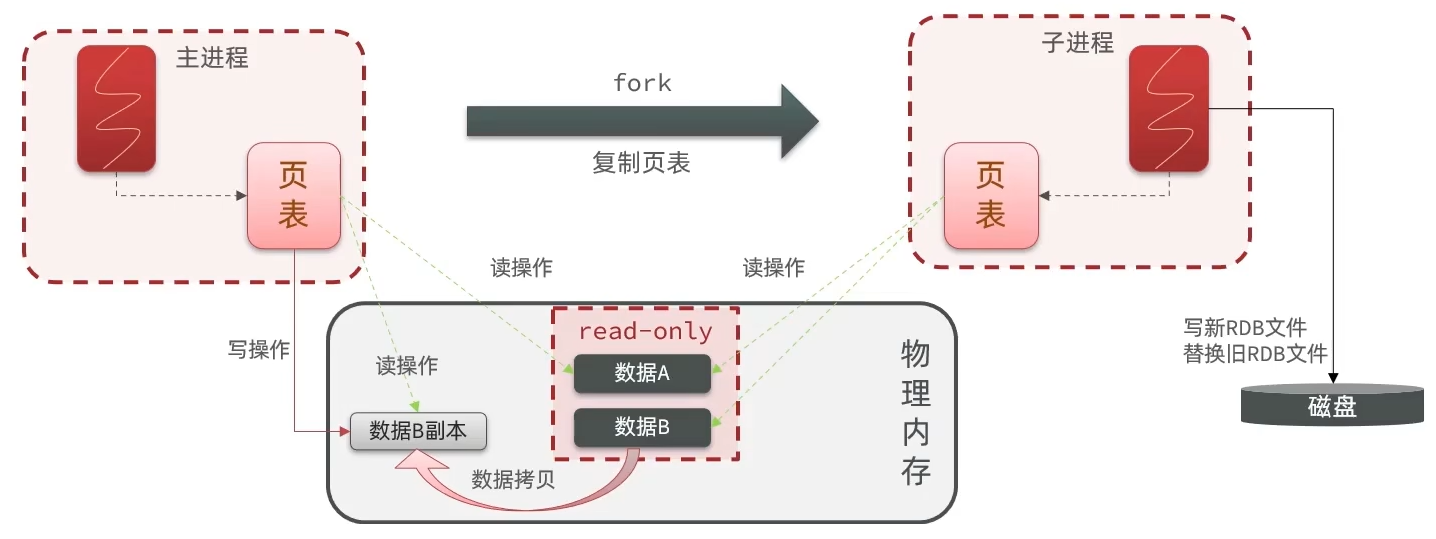 主进程
子进程
fork
复制页表
页
表
页
表
读操作
读操作
写操作
读操作
read-only
数据A
数据B
数据B副本
数据拷贝
物
理
内
存
写新RDB文件
替换旧RDB文件
磁盘